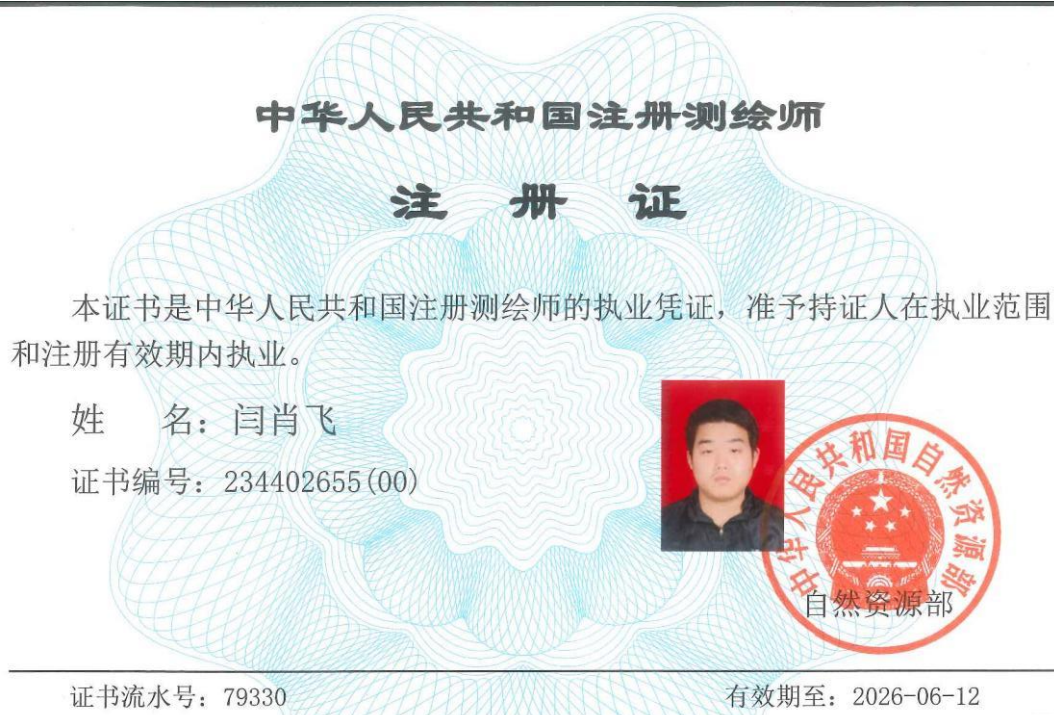 中华人民共和国注册测绘师
注 册 证
本证书是中华人民共和国注册测绘师的执业凭证，准予持证人在执业范围
和注册有效期内执业。
姓 名：闫肖飞
证书编号：234402655(00)
中华人民共和国自然资源部
自然资源部
证书流水号：79330
有效期至：2026-06-12